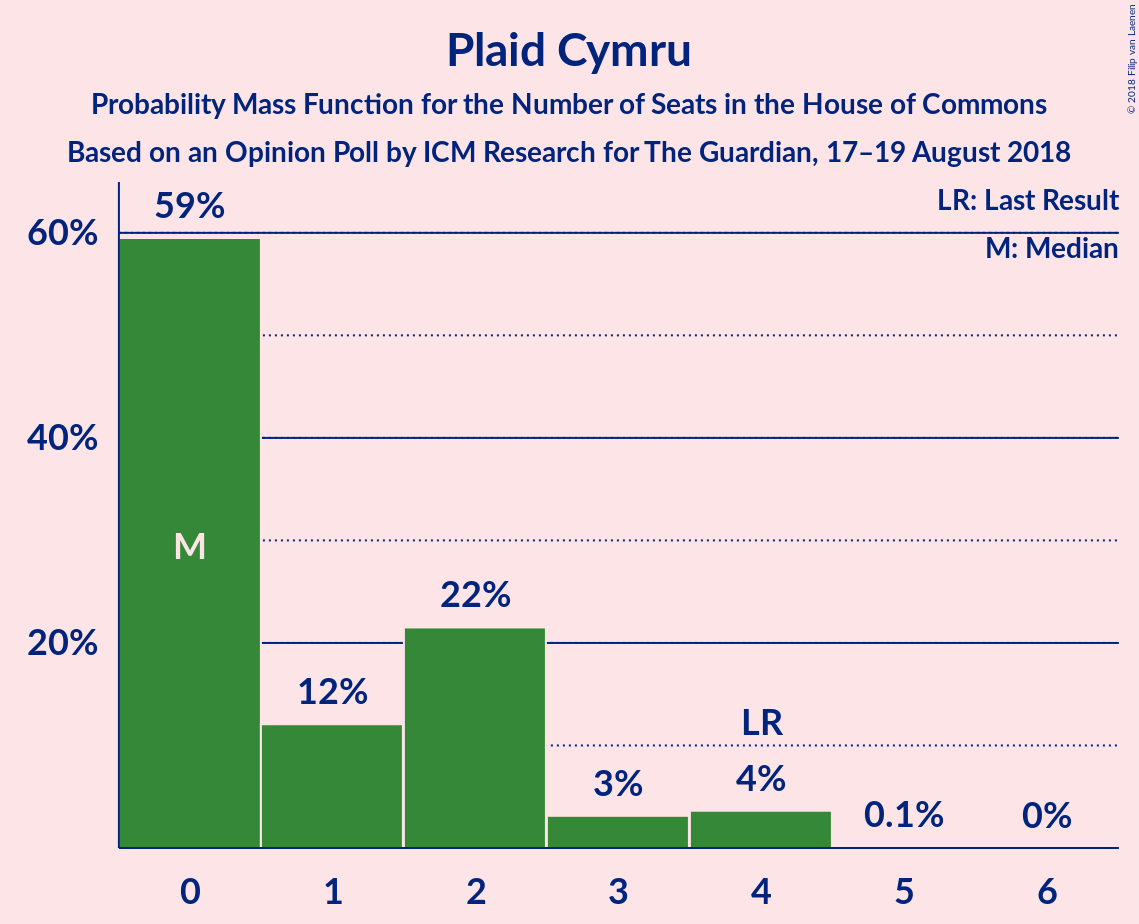 Plaid Cymru
Probability Mass Function for the Number of Seats in the House of Commons
Based on an Opinion Poll by ICM Research for The Guardian, 17–19 August 2018
© 2018 Filip van Laenen
LR: Last Result
M: Median
60%
40%
20%
59%
M
12%
22%
3%
LR
4%
0.1%
0%
0 1 2 3 4 5 6